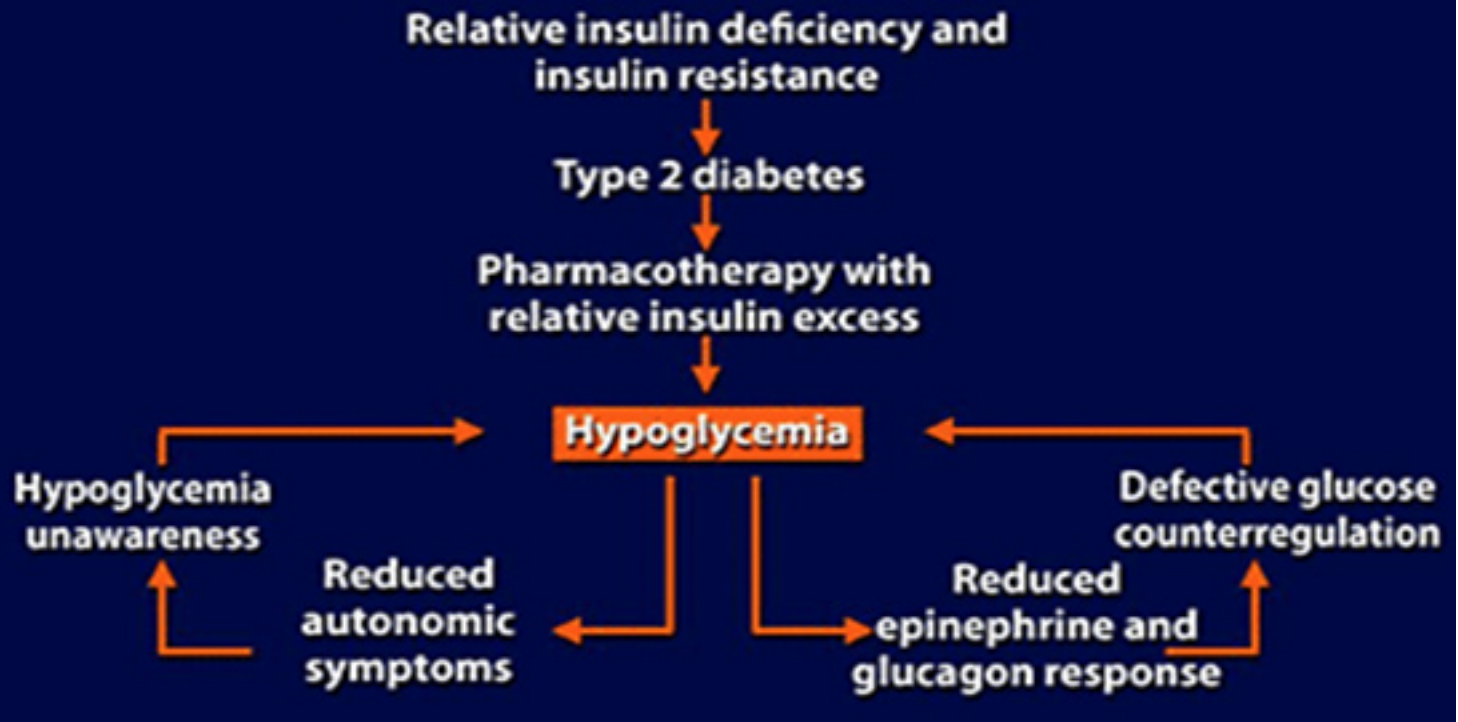 Relative insulin deficiency and
insulin resistance
Type 2 diabetes
Pharmacotherapy with
relative insulin excess
Hypoglycemia
Hypoglycemia
unawareness
Reduced
autonomic
symptoms
Defective glucose
counterregulation
Reduced
epinephrine and
glucagon response